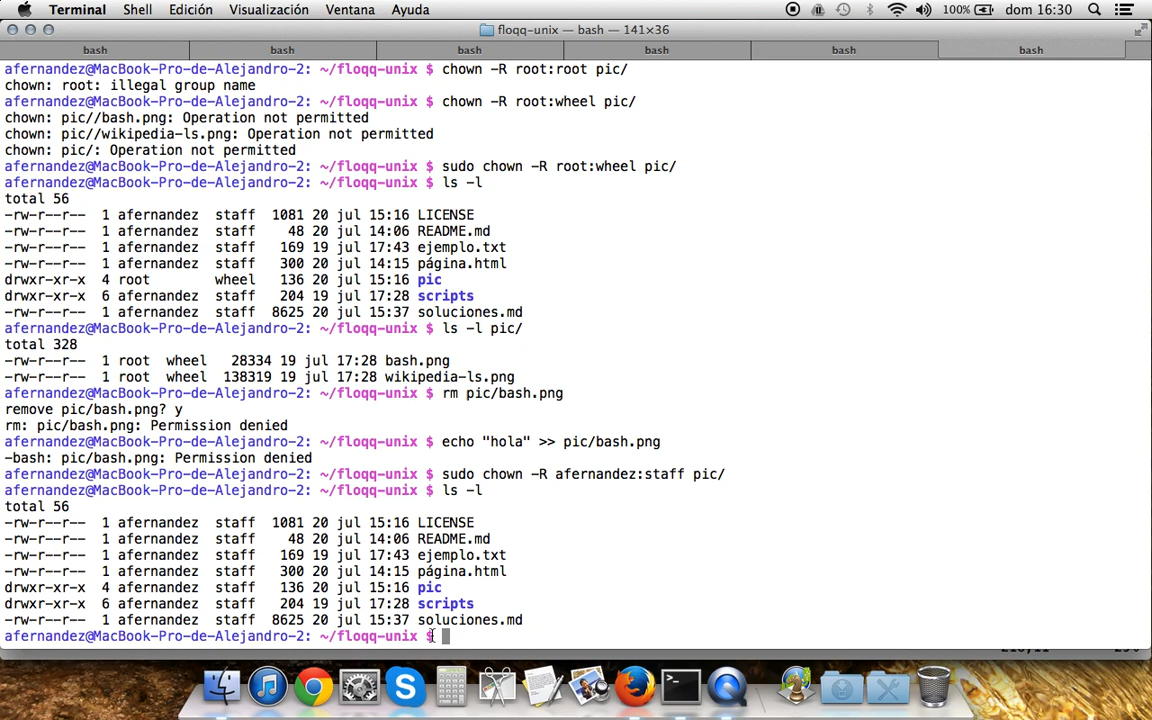 Terminal Shell Edición Visualización Ventana Ayuda 100% dom 16:30
floqq-unix — bash — 141×36
bash bash bash bash bash bash
afernandez@MacBook-Pro-de-Alejandro-2: ~/floqq-unix $ chown -R root:root pic/
chown: root: illegal group name
afernandez@MacBook-Pro-de-Alejandro-2: ~/floqq-unix $ chown -R root:wheel pic/
chown: pic//bash.png: Operation not permitted
chown: pic//wikipedia-ls.png: Operation not permitted
chown: pic/: Operation not permitted
afernandez@MacBook-Pro-de-Alejandro-2: ~/floqq-unix $ sudo chown -R root:wheel pic/
afernandez@MacBook-Pro-de-Alejandro-2: ~/floqq-unix $ ls -l
total 56
-rw-r--r-- 1 afernandez staff 1081 20 jul 15:16 LICENSE
-rw-r--r-- 1 afernandez staff 48 20 jul 14:06 README.md
-rw-r--r-- 1 afernandez staff 169 19 jul 17:43 ejemplo.txt
-rw-r--r-- 1 afernandez staff 300 20 jul 14:15 página.html
drwxr-xr-x 4 root wheel 136 20 jul 15:16 pic
drwxr-xr-x 6 afernandez staff 204 19 jul 17:28 scripts
-rw-r--r-- 1 afernandez staff 8625 20 jul 15:37 soluciones.md
afernandez@MacBook-Pro-de-Alejandro-2: ~/floqq-unix $ ls -l pic/
total 328
-rw-r--r-- 1 root wheel 28334 19 jul 17:28 bash.png
-rw-r--r-- 1 root wheel 138319 19 jul 17:28 wikipedia-ls.png
afernandez@MacBook-Pro-de-Alejandro-2: ~/floqq-unix $ rm pic/bash.png
remove pic/bash.png? y
rm: pic/bash.png: Permission denied
afernandez@MacBook-Pro-de-Alejandro-2: ~/floqq-unix $ echo "hola" >> pic/bash.png
-bash: pic/bash.png: Permission denied
afernandez@MacBook-Pro-de-Alejandro-2: ~/floqq-unix $ sudo chown -R afernandez:staff pic/
afernandez@MacBook-Pro-de-Alejandro-2: ~/floqq-unix $ ls -l
total 56
-rw-r--r-- 1 afernandez staff 1081 20 jul 15:16 LICENSE
-rw-r--r-- 1 afernandez staff 48 20 jul 14:06 README.md
-rw-r--r-- 1 afernandez staff 169 19 jul 17:43 ejemplo.txt
-rw-r--r-- 1 afernandez staff 300 20 jul 14:15 página.html
drwxr-xr-x 4 afernandez staff 136 20 jul 15:16 pic
drwxr-xr-x 6 afernandez staff 204 19 jul 17:28 scripts
-rw-r--r-- 1 afernandez staff 8625 20 jul 15:37 soluciones.md
afernandez@MacBook-Pro-de-Alejandro-2: ~/floqq-unix $